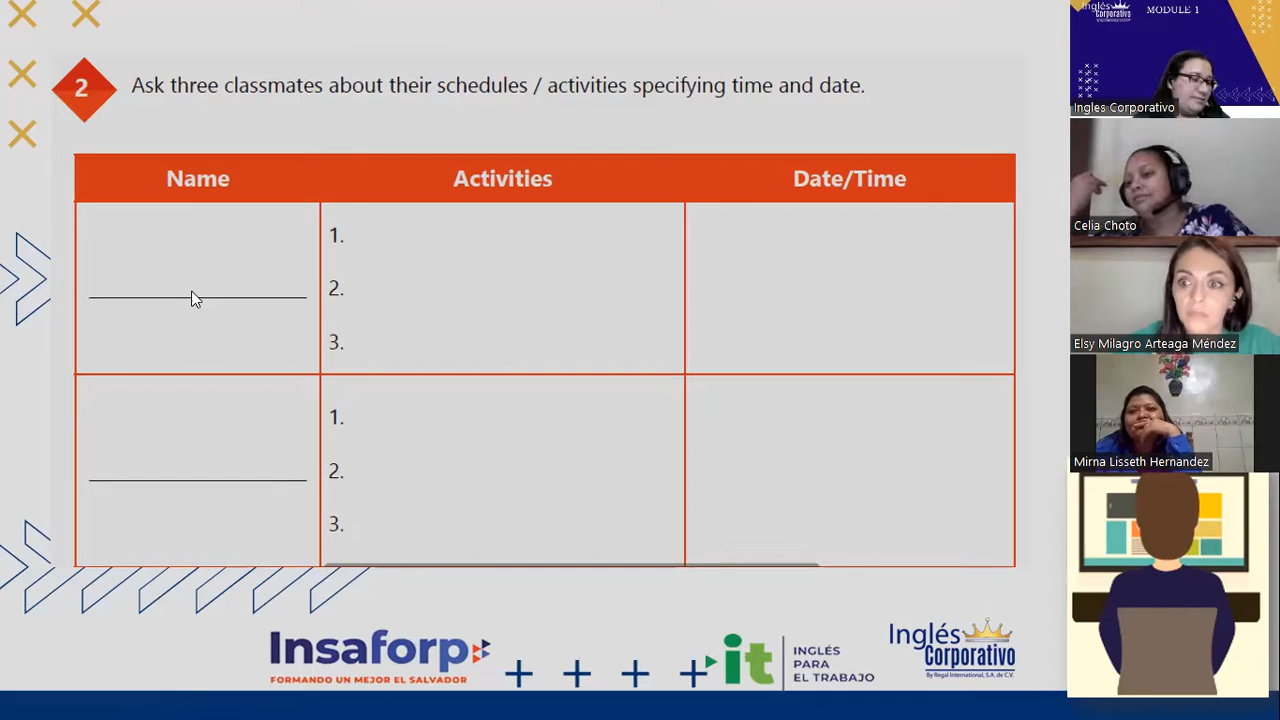 2
Ask three classmates about their schedules / activities specifying time and date.
Name Activities Date/Time
1.
2.
3.
1.
2.
3.
Insaforp
FORMANDO UN MEJOR EL SALVADOR
it
INGLÉS
PARA
EL TRABAJO
Inglés
Corporativo
By Regal International, S.A. de C.V.
Inglés
Corporativo
MODULE 1
Ingles Corporativo
Celia Choto
Elsy Milagro Arteaga Méndez
Mirna Lisseth Hernandez